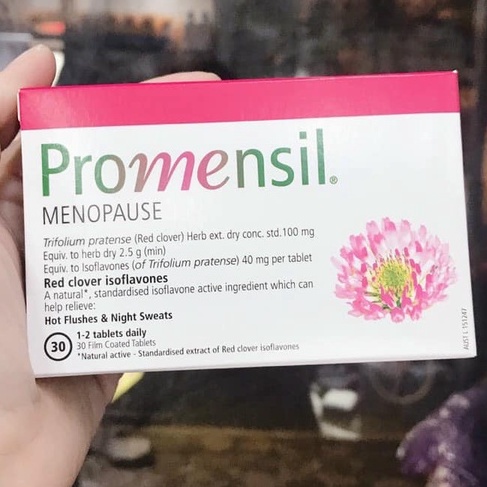 Promensil®
MENOPAUSE
Trifolium pratense (Red clover) Herb ext. dry conc. std.100 mg
Equiv. to herb dry 2.5 g (min)
Equiv. to Isoflavones (of Trifolium pratense) 40 mg per tablet
Red clover isoflavones
A natural*, standardised isoflavone active ingredient which can
help relieve:
Hot Flushes & Night Sweats
30
1-2 tablets daily
30 Film Coated Tablets
*Natural active - Standardised extract of Red clover isoflavones
AUST L 151247